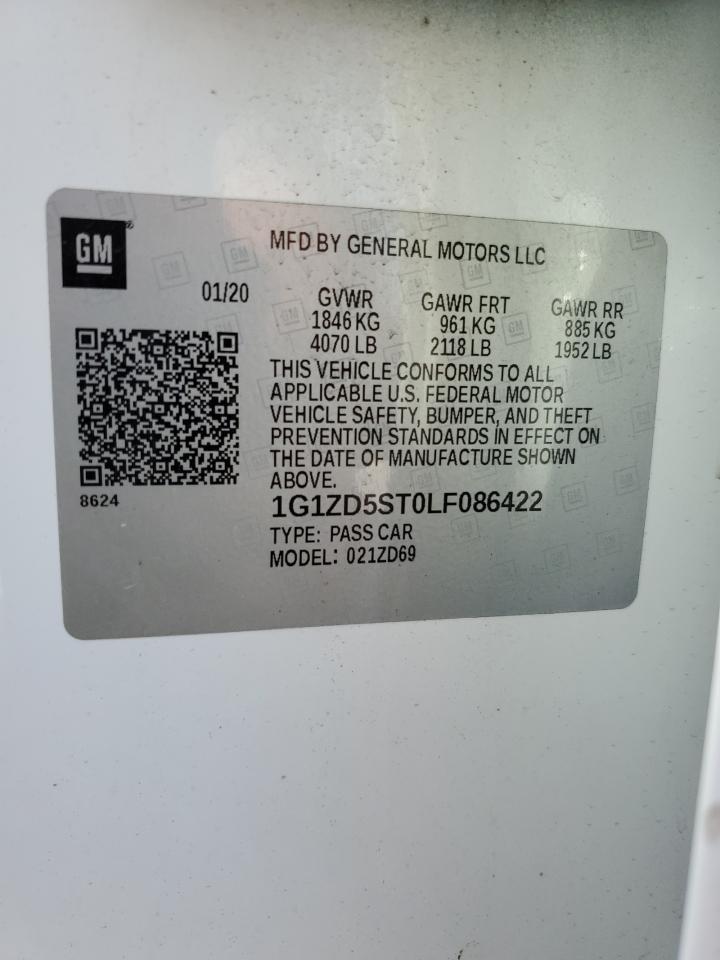 GM
MFD BY GENERAL MOTORS LLC
01/20
GVWR GAWR FRT GAWR RR
1846 KG 961 KG 885 KG
4070 LB 2118 LB 1952 LB
THIS VEHICLE CONFORMS TO ALL
APPLICABLE U.S. FEDERAL MOTOR
VEHICLE SAFETY, BUMPER, AND THEFT
PREVENTION STANDARDS IN EFFECT ON
THE DATE OF MANUFACTURE SHOWN
ABOVE.
8624
1G1ZD5ST0LF086422
TYPE: PASS CAR
MODEL: 021ZD69